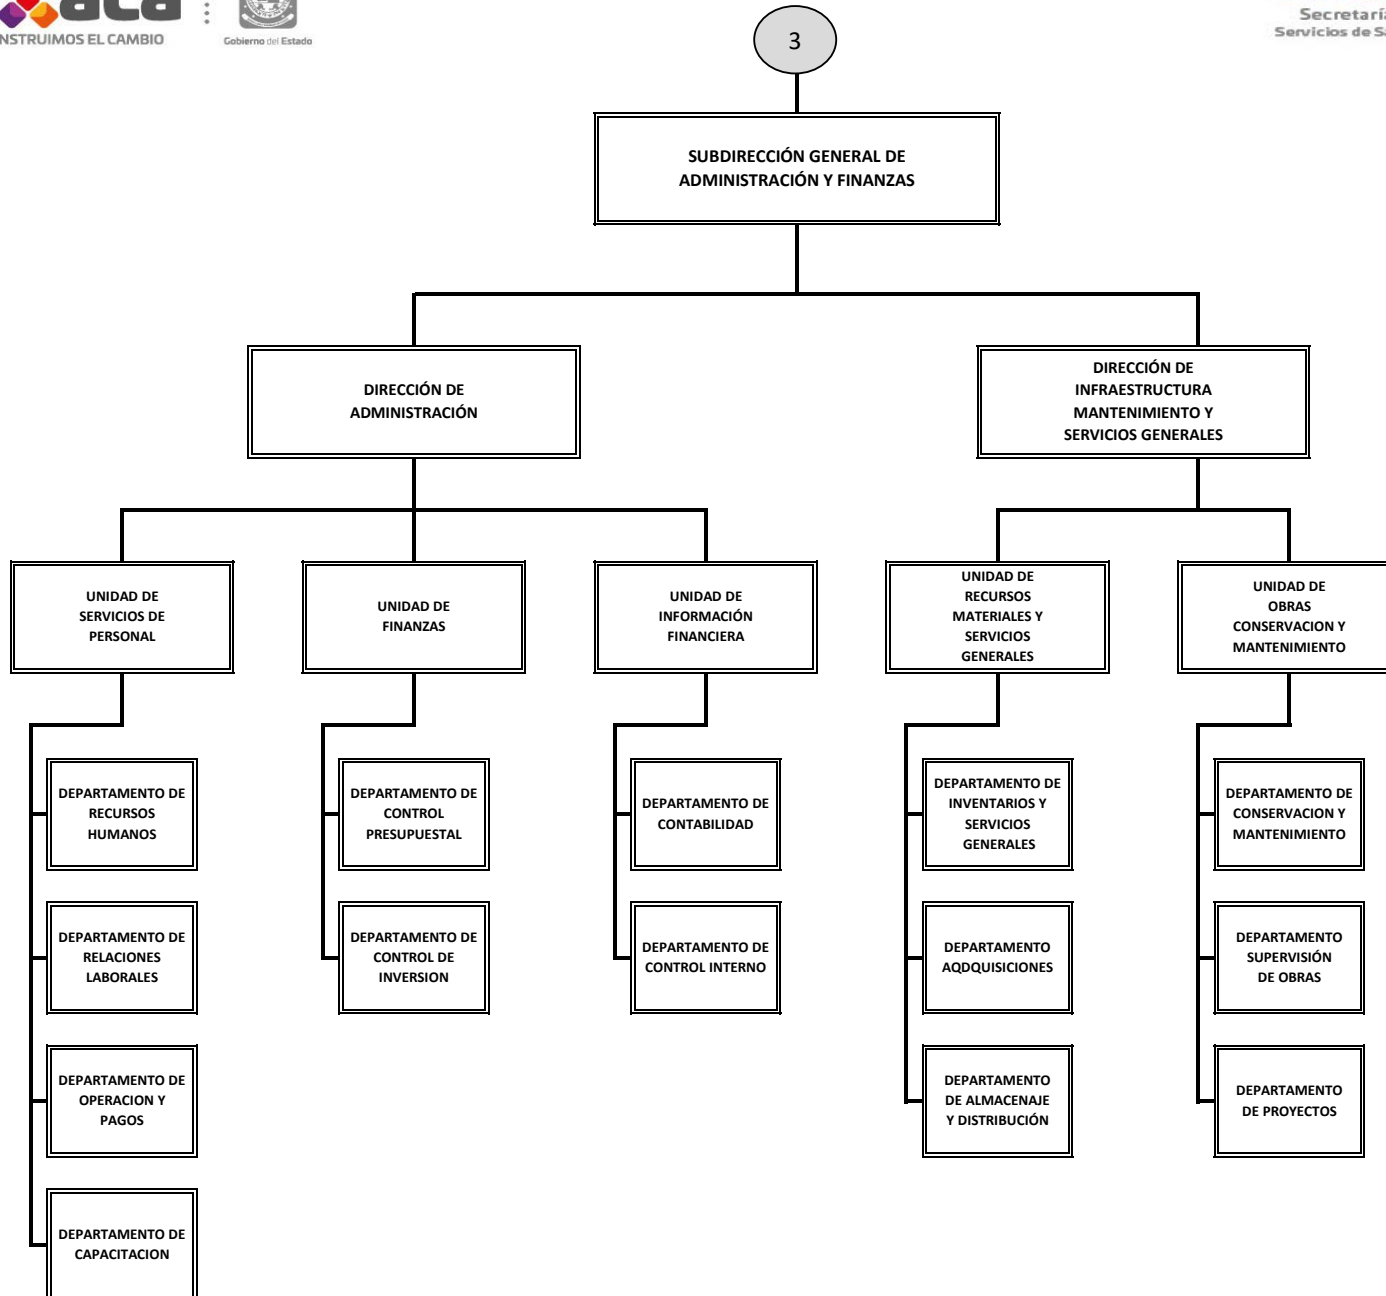 aca
NSTRUIMOS EL CAMBIO
Gobierno del Estado
Secretaría
Servicios de Sa
3
SUBDIRECCIÓN GENERAL DE
ADMINISTRACIÓN Y FINANZAS
DIRECCIÓN DE
ADMINISTRACIÓN
DIRECCIÓN DE
INFRAESTRUCTURA
MANTENIMIENTO Y
SERVICIOS GENERALES
UNIDAD DE
SERVICIOS DE
PERSONAL
UNIDAD DE
FINANZAS
UNIDAD DE
INFORMACIÓN
FINANCIERA
UNIDAD DE
RECURSOS
MATERIALES Y
SERVICIOS
GENERALES
UNIDAD DE
OBRAS
CONSERVACION Y
MANTENIMIENTO
DEPARTAMENTO DE
RECURSOS
HUMANOS
DEPARTAMENTO DE
CONTROL
PRESUPUESTAL
DEPARTAMENTO DE
CONTABILIDAD
DEPARTAMENTO DE
INVENTARIOS Y
SERVICIOS
GENERALES
DEPARTAMENTO DE
CONSERVACION Y
MANTENIMIENTO
DEPARTAMENTO DE
RELACIONES
LABORALES
DEPARTAMENTO DE
CONTROL DE
INVERSION
DEPARTAMENTO DE
CONTROL INTERNO
DEPARTAMENTO
AQDQUISICIONES
DEPARTAMENTO
SUPERVISIÓN
DE OBRAS
DEPARTAMENTO DE
OPERACION Y
PAGOS
DEPARTAMENTO
DE ALMACENAJE
Y DISTRIBUCIÓN
DEPARTAMENTO
DE PROYECTOS
DEPARTAMENTO DE
CAPACITACION